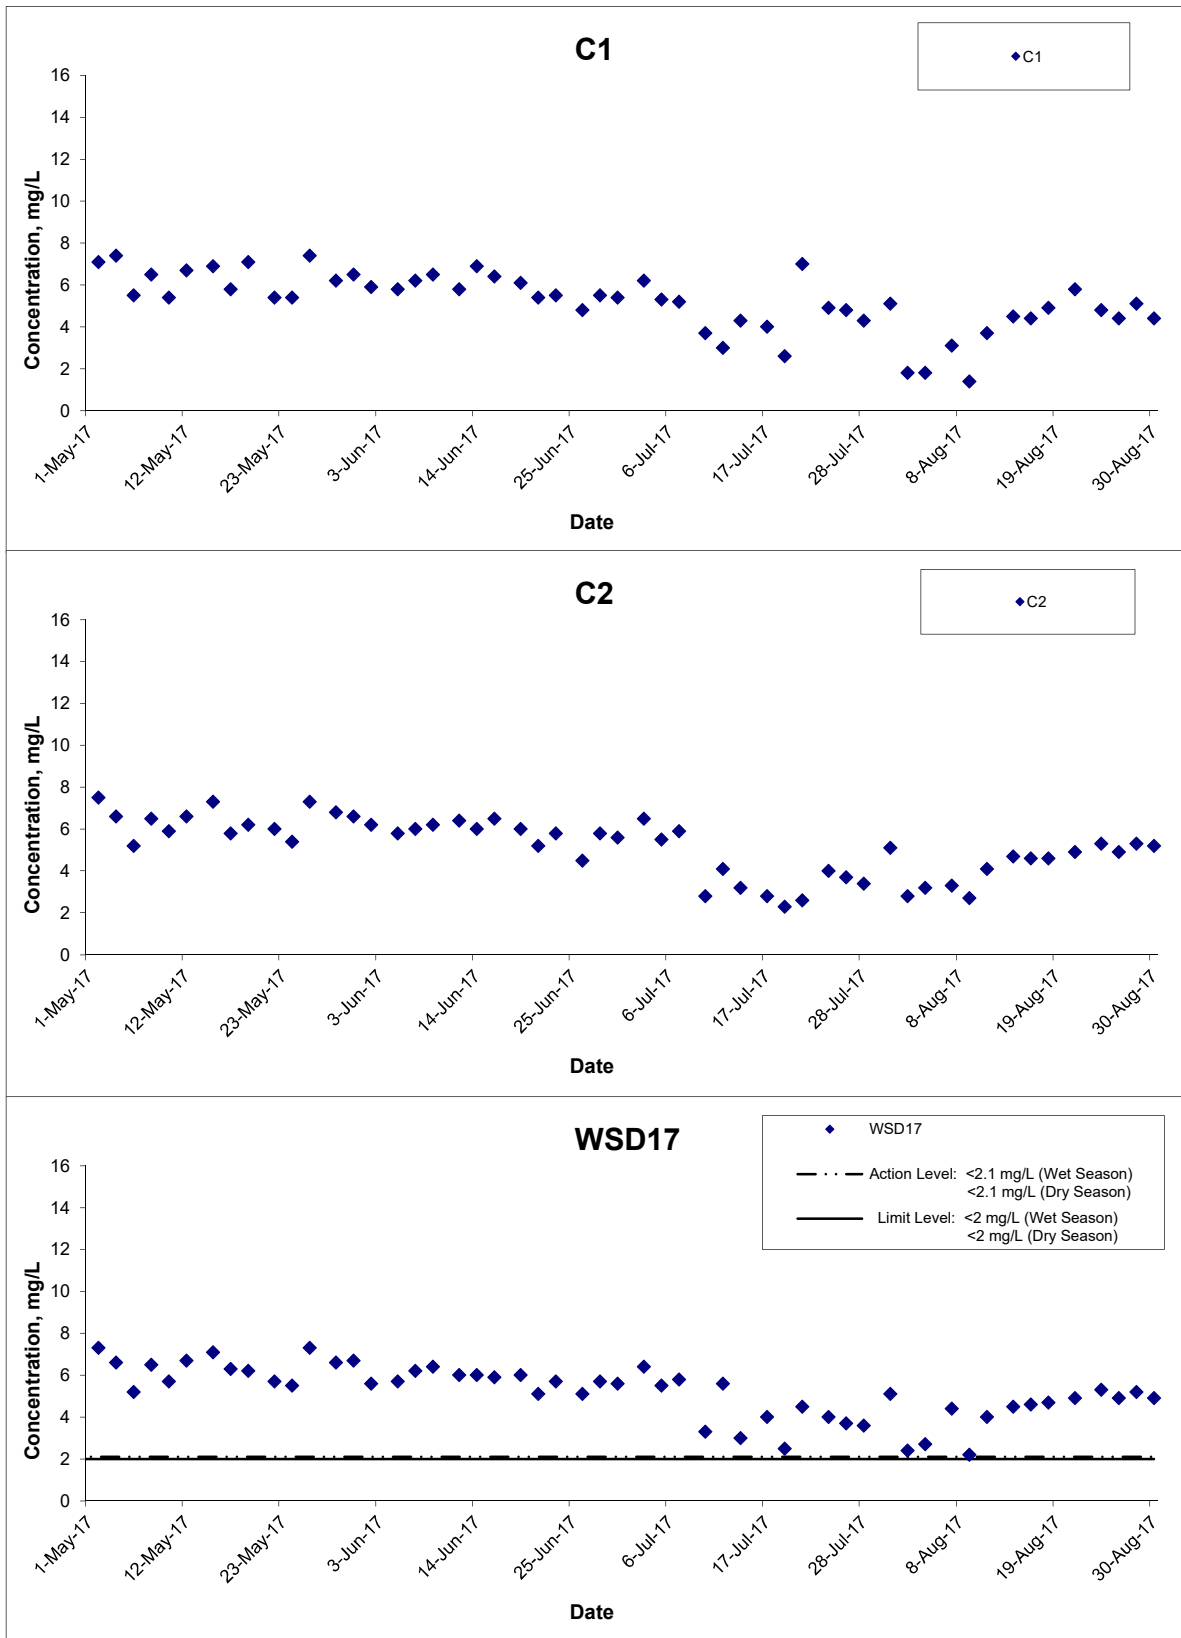 C1
C1
16
14
12
10
8
6
4
2
0
Concentration, mg/L
1-May-17
12-May-17
23-May-17
3-Jun-17
14-Jun-17
25-Jun-17
6-Jul-17
17-Jul-17
28-Jul-17
8-Aug-17
19-Aug-17
30-Aug-17
Date
C2
C2
16
14
12
10
8
6
4
2
0
Concentration, mg/L
1-May-17
12-May-17
23-May-17
3-Jun-17
14-Jun-17
25-Jun-17
6-Jul-17
17-Jul-17
28-Jul-17
8-Aug-17
19-Aug-17
30-Aug-17
Date
WSD17
WSD17
Action Level: <2.1 mg/L (Wet Season)
<2.1 mg/L (Dry Season)
Limit Level: <2 mg/L (Wet Season)
<2 mg/L (Dry Season)
16
14
12
10
8
6
4
2
0
Concentration, mg/L
1-May-17
12-May-17
23-May-17
3-Jun-17
14-Jun-17
25-Jun-17
6-Jul-17
17-Jul-17
28-Jul-17
8-Aug-17
19-Aug-17
30-Aug-17
Date